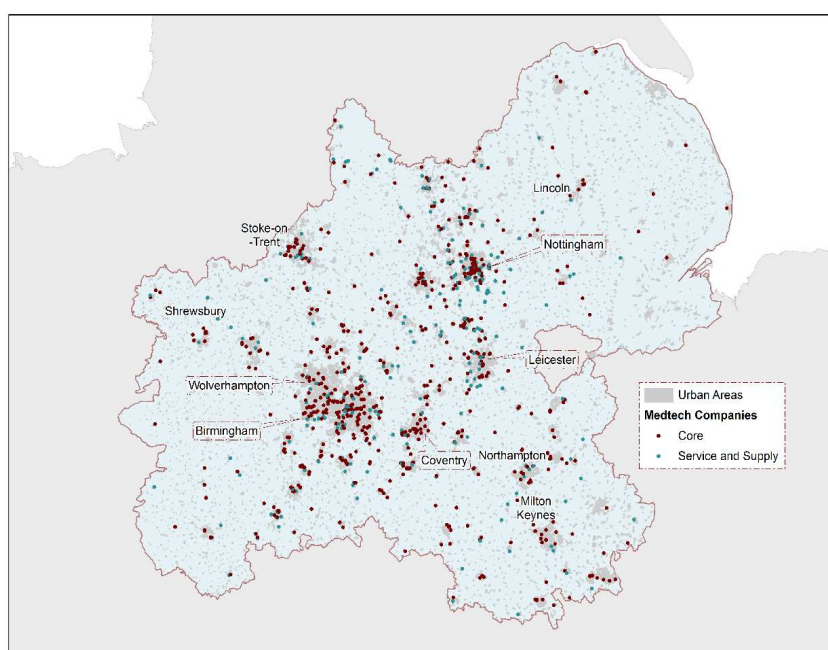 Lincoln
Stoke-on
-Trent
Nottingham
Shrewsbury
Leicester
Wolverhampton
Urban Areas
Medtech Companies
Core
Service and Supply
Birmingham
Coventry
Northampton
Milton
Keynes